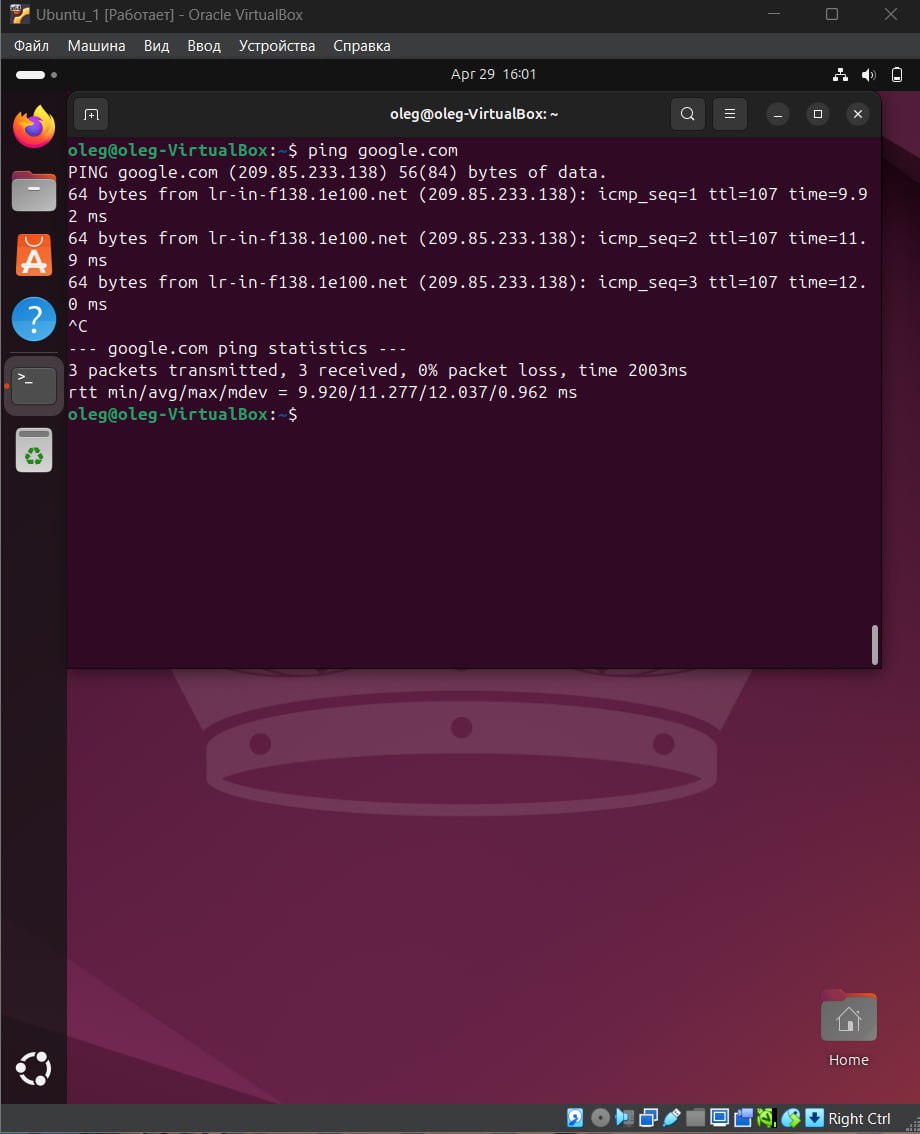 Ubuntu_1 [Работает] - Oracle VirtualBox
Файл Машина Вид Ввод Устройства Справка
Apr 29 16:01
oleg@oleg-VirtualBox: ~
oleg@oleg-VirtualBox:~$ ping google.com
PING google.com (209.85.233.138) 56(84) bytes of data.
64 bytes from lr-in-f138.1e100.net (209.85.233.138): icmp_seq=1 ttl=107 time=9.9
2 ms
64 bytes from lr-in-f138.1e100.net (209.85.233.138): icmp_seq=2 ttl=107 time=11.
9 ms
64 bytes from lr-in-f138.1e100.net (209.85.233.138): icmp_seq=3 ttl=107 time=12.
0 ms
^C
--- google.com ping statistics ---
3 packets transmitted, 3 received, 0% packet loss, time 2003ms
rtt min/avg/max/mdev = 9.920/11.277/12.037/0.962 ms
oleg@oleg-VirtualBox:~$
Home
Right Ctrl